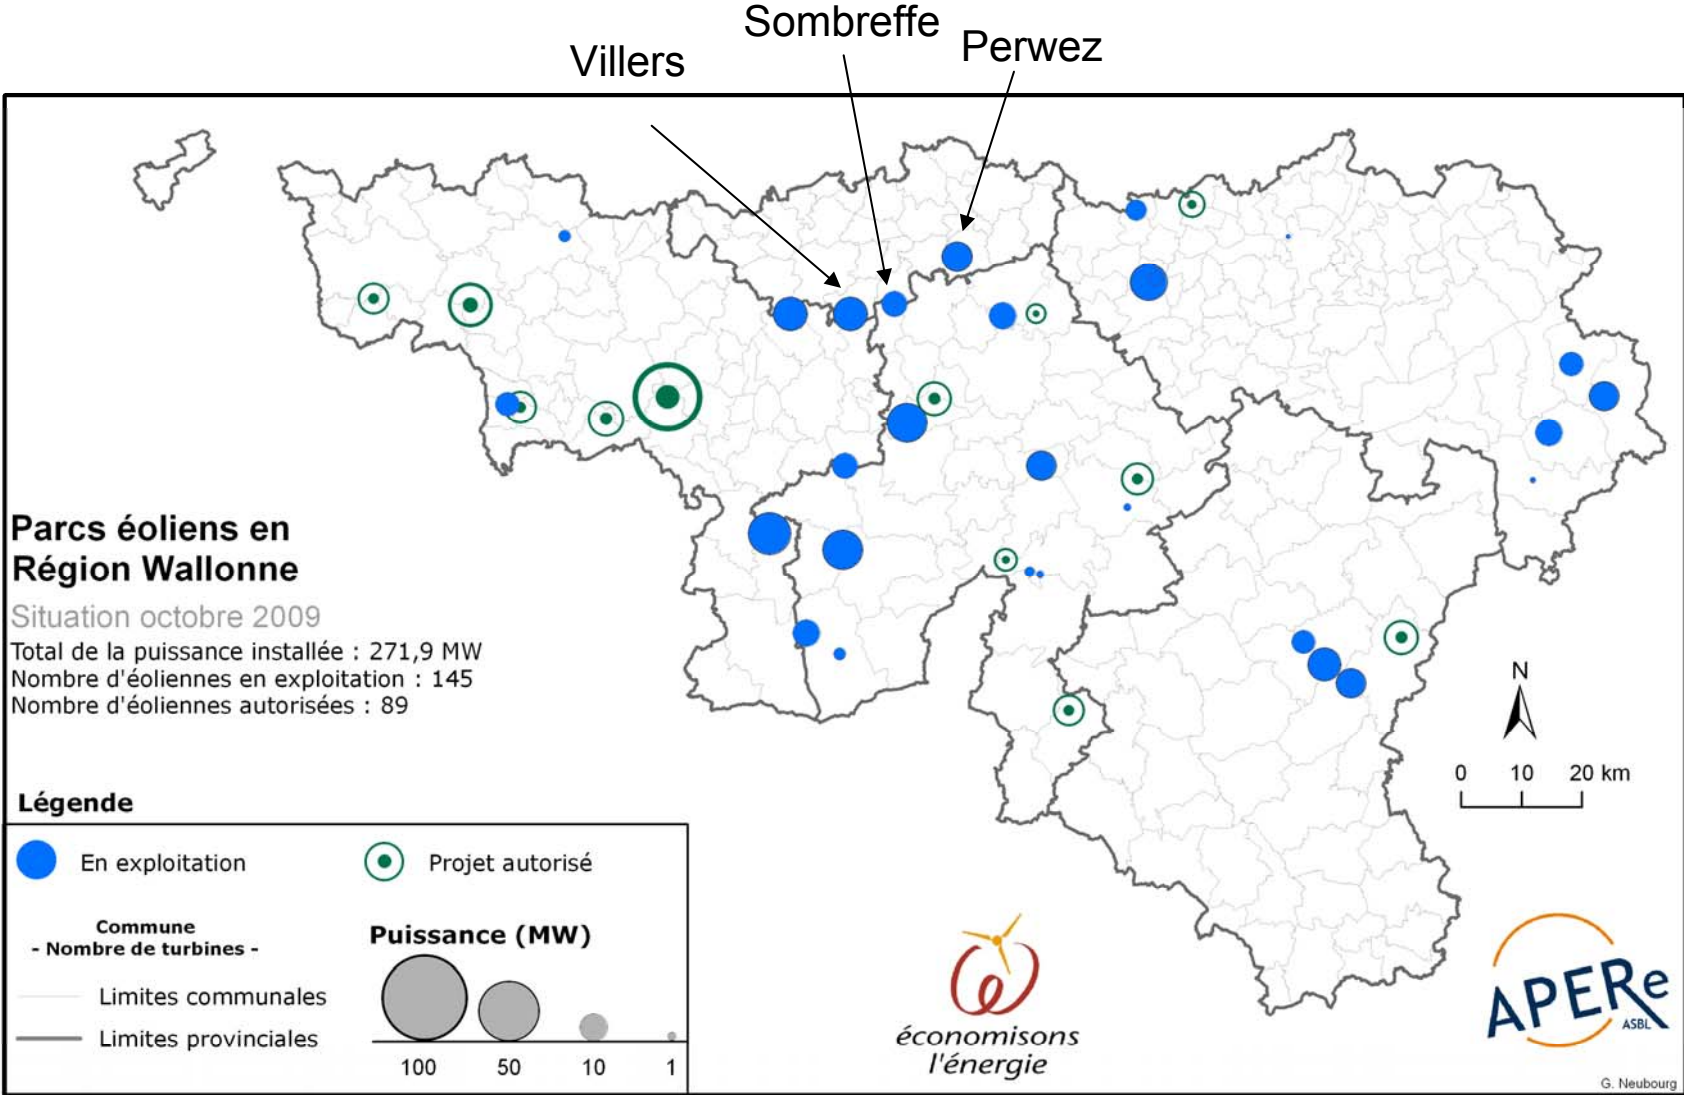 Sombreffe
Villers
Perwez
Parcs éoliens en
Région Wallonne
Situation octobre 2009
Total de la puissance installée : 271,9 MW
Nombre d'éoliennes en exploitation : 145
Nombre d'éoliennes autorisées : 89
N
0 10 20 km
Légende
En exploitation
Projet autorisé
Commune
- Nombre de turbines -
Limites communales
Limites provinciales
Puissance (MW)
100 50 10 1
économisons
l'énergie
APERe
ASBL
G. Neubourg